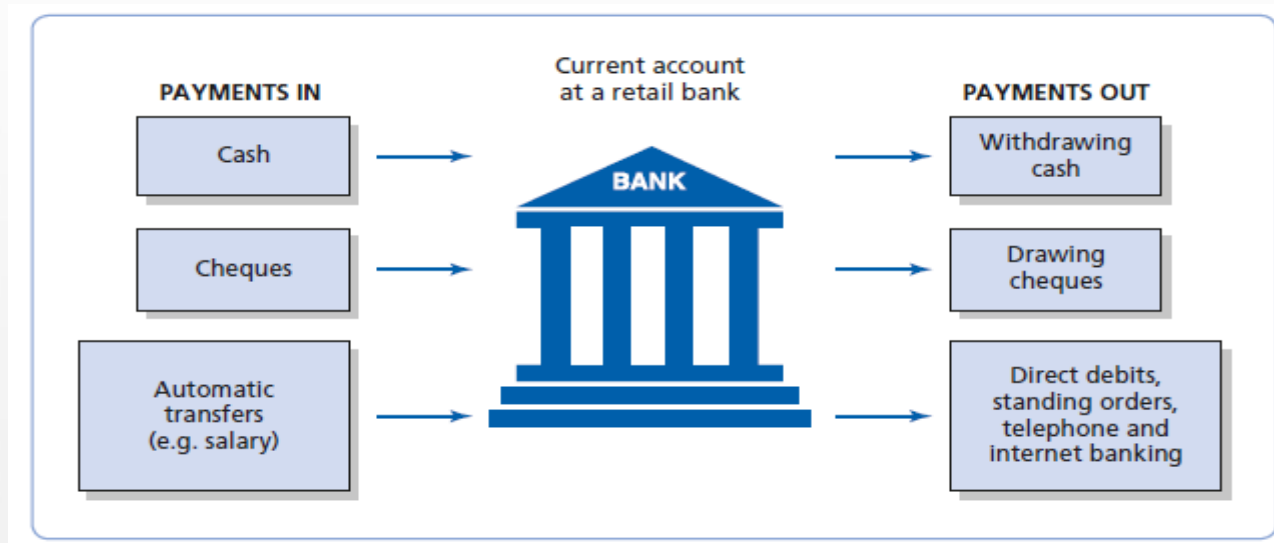 Current account
at a retail bank
PAYMENTS IN
PAYMENTS OUT
Cash
BANK
Withdrawing
cash
Cheques
Drawing
cheques
Automatic
transfers
(e.g. salary)
Direct debits,
standing orders,
telephone and
internet banking